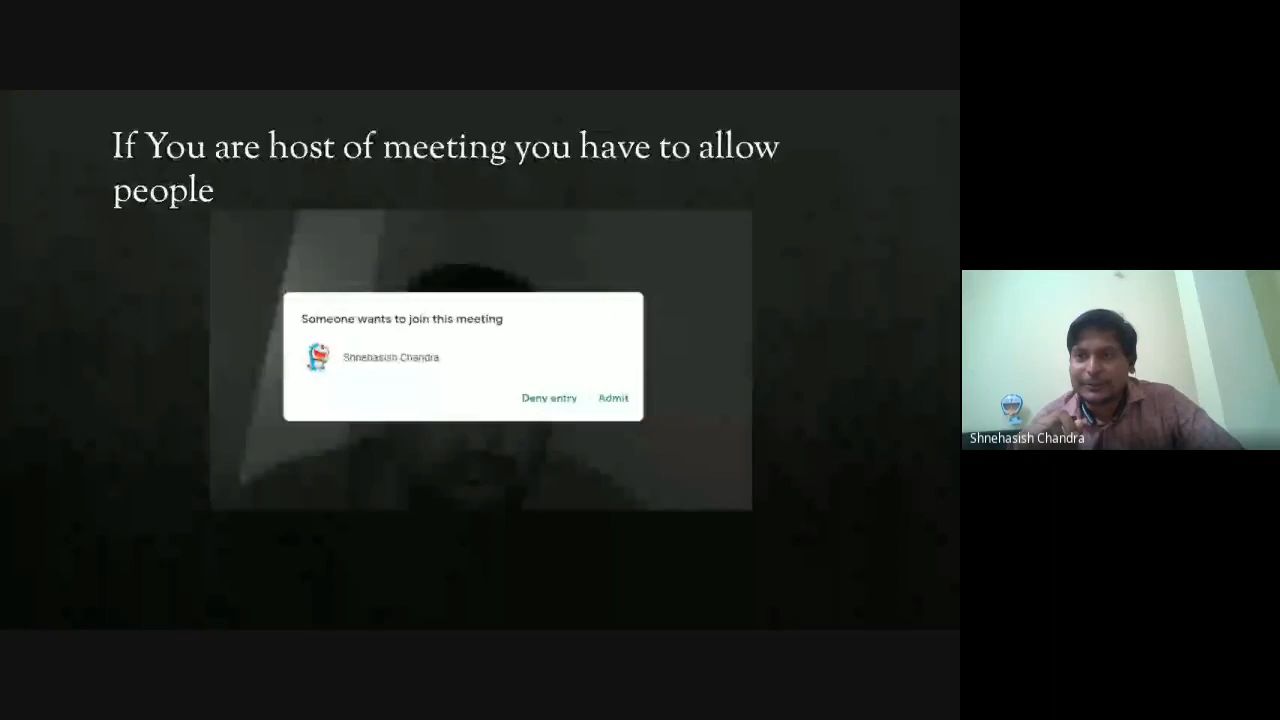 If You are host of meeting you have to allow
people
Someone wants to join this meeting
Shnehasish Chandra
Deny entry Admit
Shnehasish Chandra